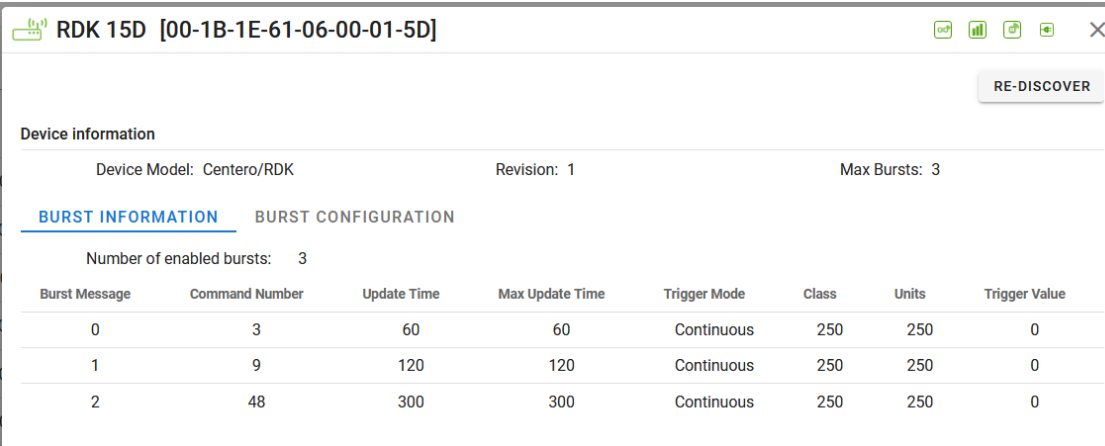 RDK 15D [00-1B-1E-61-06-00-01-5D]
RE-DISCOVER
Device information
Device Model: Centero/RDK Revision: 1 Max Bursts: 3
BURST INFORMATION BURST CONFIGURATION
Number of enabled bursts: 3
Burst Message Command Number Update Time Max Update Time Trigger Mode Class Units Trigger Value
0 3 60 60 Continuous 250 250 0
1 9 120 120 Continuous 250 250 0
2 48 300 300 Continuous 250 250 0